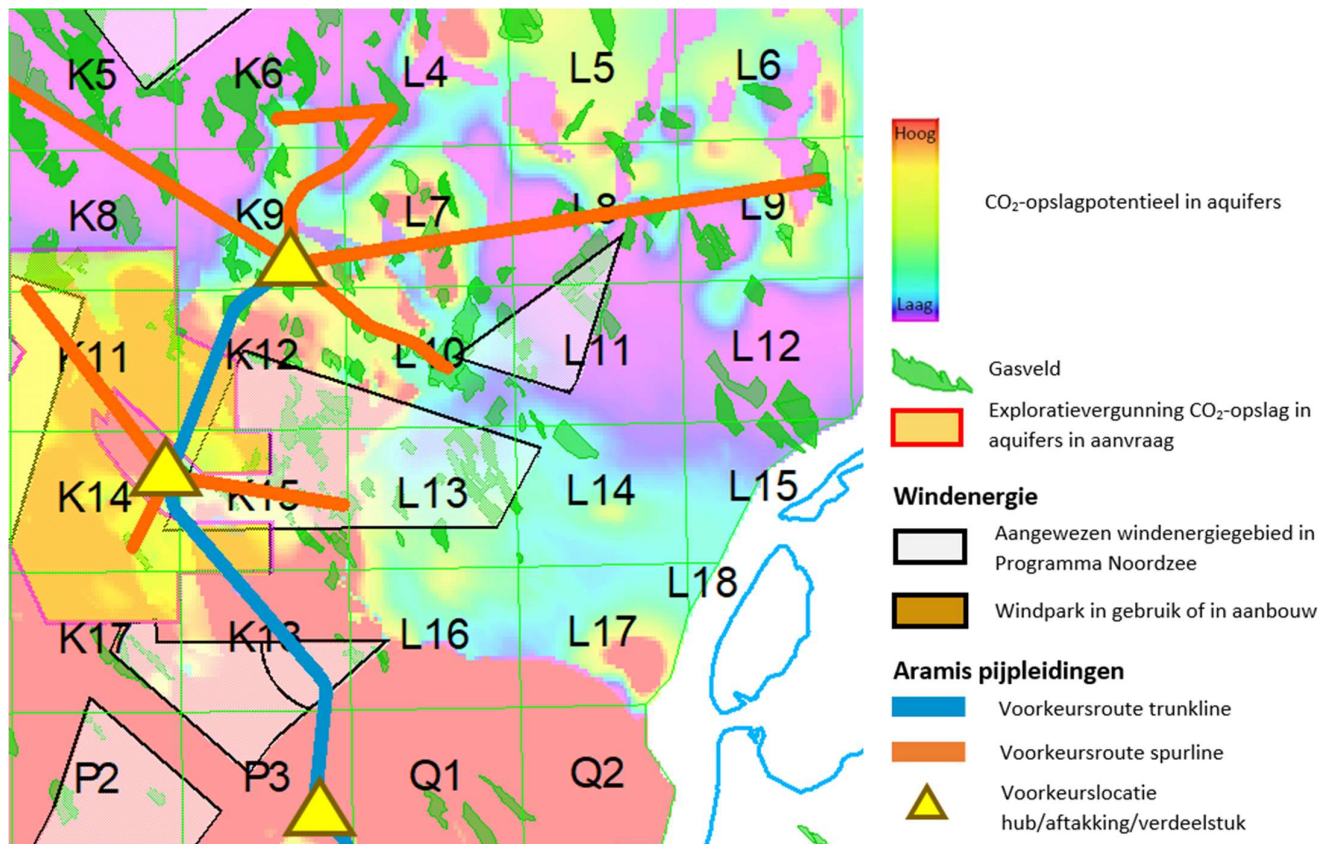 K5
K6
L4
L5
L6
K8
K9
L7
L8
L9
K11
K12
L10
L11
L12
K14
K15
L13
L14
L15
L18
K17
K18
L16
L17
P2
P3
Q1
Q2
Hoog
Laag
CO₂-opslagpotentieel in aquifers
Gasveld
Exploratievergunning CO₂-opslag in
aquifers in aanvraag
Windenergie
Aangewezen windenergiegebied in
Programma Noordzee
Windpark in gebruik of in aanbouw
Aramis pijpleidingen
Voorkeursroute trunkline
Voorkeursroute spurline
Voorkeurslocatie
hub/aftakking/verdeelstuk